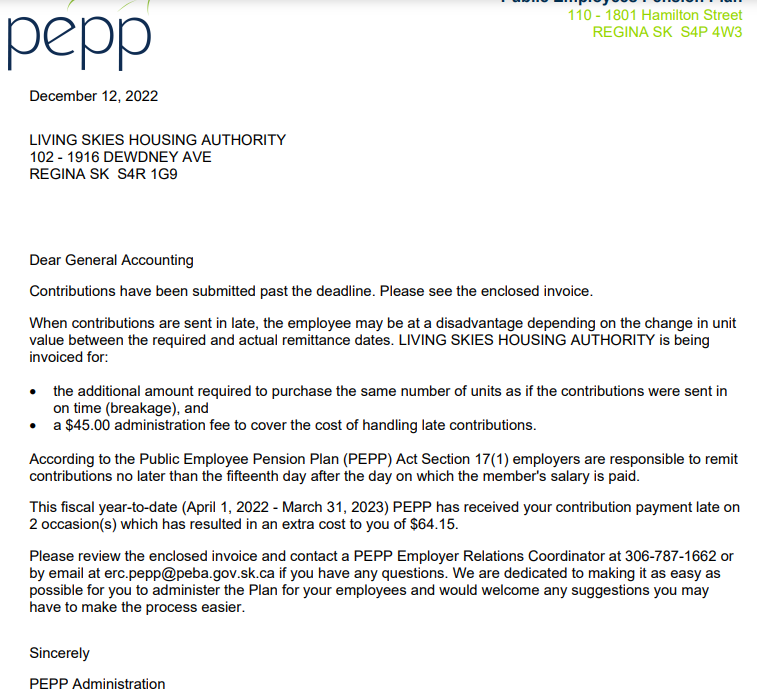 pepp
110 - 1801 Hamilton Street
REGINA SK  S4P 4W3
December 12, 2022
LIVING SKIES HOUSING AUTHORITY
102 - 1916 DEWDNEY AVE
REGINA SK  S4R 1G9
Dear General Accounting
Contributions have been submitted past the deadline. Please see the enclosed invoice.
When contributions are sent in late, the employee may be at a disadvantage depending on the change in unit
value between the required and actual remittance dates. LIVING SKIES HOUSING AUTHORITY is being
invoiced for:
• the additional amount required to purchase the same number of units as if the contributions were sent in
on time (breakage), and
• a $45.00 administration fee to cover the cost of handling late contributions.
According to the Public Employee Pension Plan (PEPP) Act Section 17(1) employers are responsible to remit
contributions no later than the fifteenth day after the day on which the member's salary is paid.
This fiscal year-to-date (April 1, 2022 - March 31, 2023) PEPP has received your contribution payment late on
2 occasion(s) which has resulted in an extra cost to you of $64.15.
Please review the enclosed invoice and contact a PEPP Employer Relations Coordinator at 306-787-1662 or
by email at erc.pepp@peba.gov.sk.ca if you have any questions. We are dedicated to making it as easy as
possible for you to administer the Plan for your employees and would welcome any suggestions you may
have to make the process easier.
Sincerely
PEPP Administration